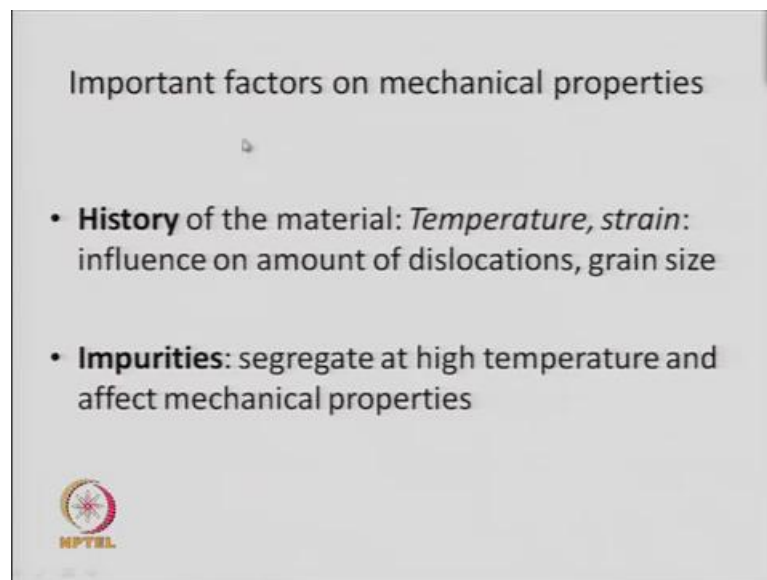 Important factors on mechanical properties
• History of the material: Temperature, strain:
influence on amount of dislocations, grain size
• Impurities: segregate at high temperature and
affect mechanical properties
NPTEL